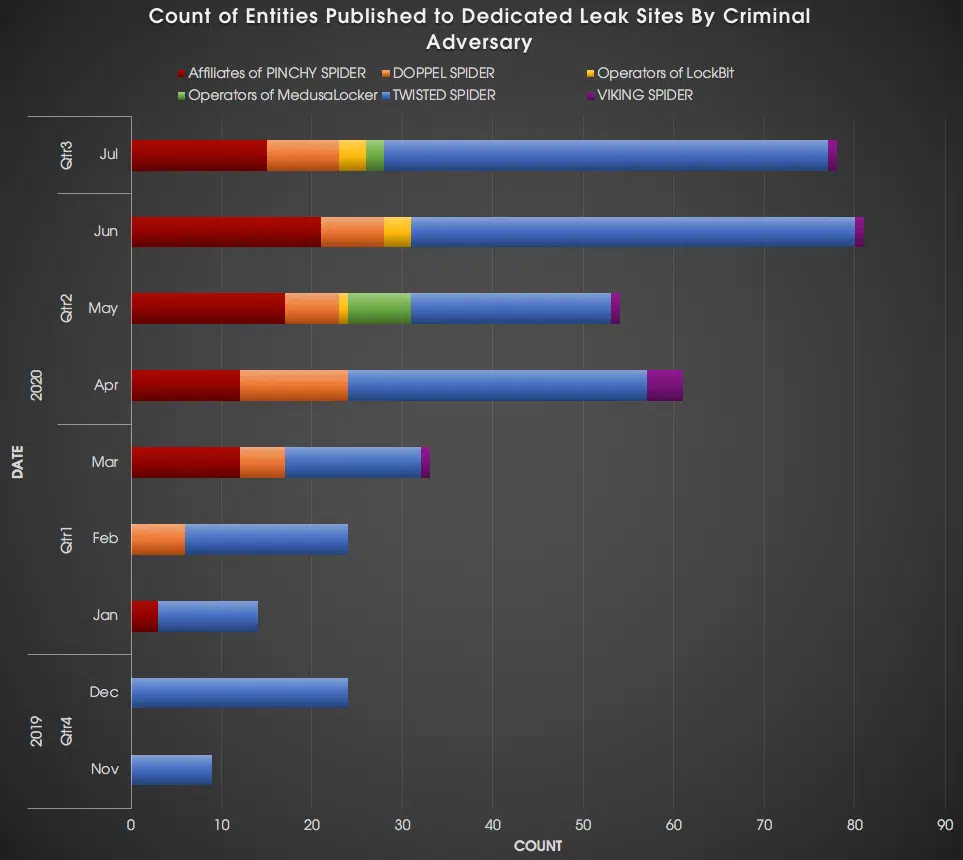 Count of Entities Published to Dedicated Leak Sites By Criminal
Adversary
Affiliates of PINCHY SPIDER DOPPEL SPIDER Operators of LockBit
Operators of MedusaLocker TWISTED SPIDER VIKING SPIDER
Qtr3 Jul
Jun
Qtr2 May
2020 Apr
DATE Mar
Qtr1 Feb
Jan
Dec
2019 Qtr4
Nov
0 10 20 30 40 50 60 70 80 90
COUNT